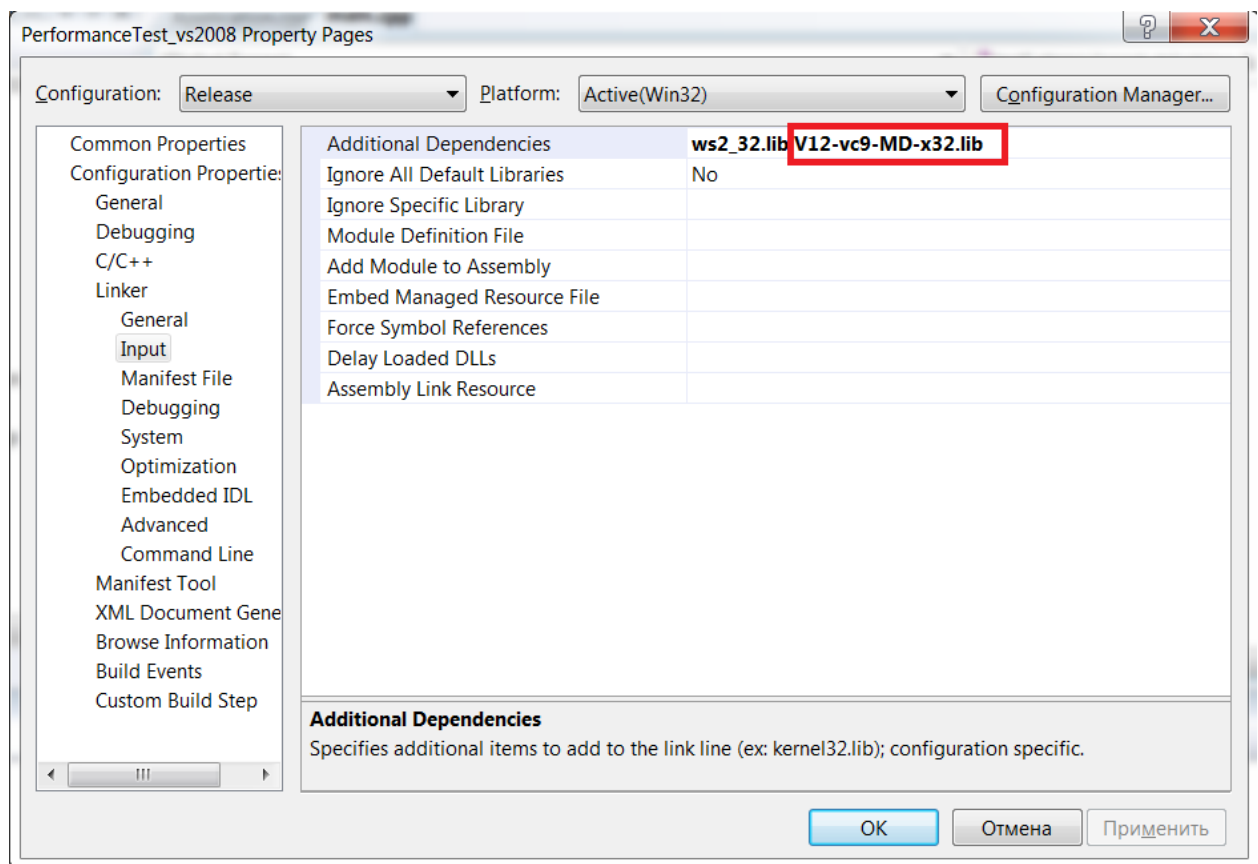 PerformanceTest_vs2008 Property Pages
Configuration: Release Platform: Active(Win32) Configuration Manager...
Common Properties
Configuration Properties
General
Debugging
C/C++
Linker
General
Input
Manifest File
Debugging
System
Optimization
Embedded IDL
Advanced
Command Line
Manifest Tool
XML Document Gene
Browse Information
Build Events
Custom Build Step
Additional Dependencies ws2_32.lib V12-vc9-MD-x32.lib
Ignore All Default Libraries No
Ignore Specific Library
Module Definition File
Add Module to Assembly
Embed Managed Resource File
Force Symbol References
Delay Loaded DLLs
Assembly Link Resource
Additional Dependencies
Specifies additional items to add to the link line (ex: kernel32.lib); configuration specific.
OK Отмена Применить